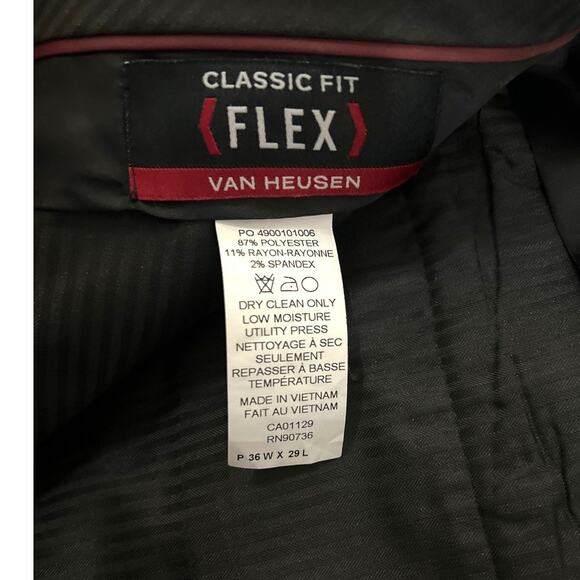 CLASSIC FIT
FLEX
VAN HEUSEN
PO 4900101006
87% POLYESTER
11% RAYON-RAYONNE
2% SPANDEX
DRY CLEAN ONLY
LOW MOISTURE
UTILITY PRESS
NETTOYAGE À SEC
SEULEMENT
REPASSER À BASSE
TEMPÉRATURE
MADE IN VIETNAM
FAIT AU VIETNAM
CA01129
RN90736
P 36 W X 29 L